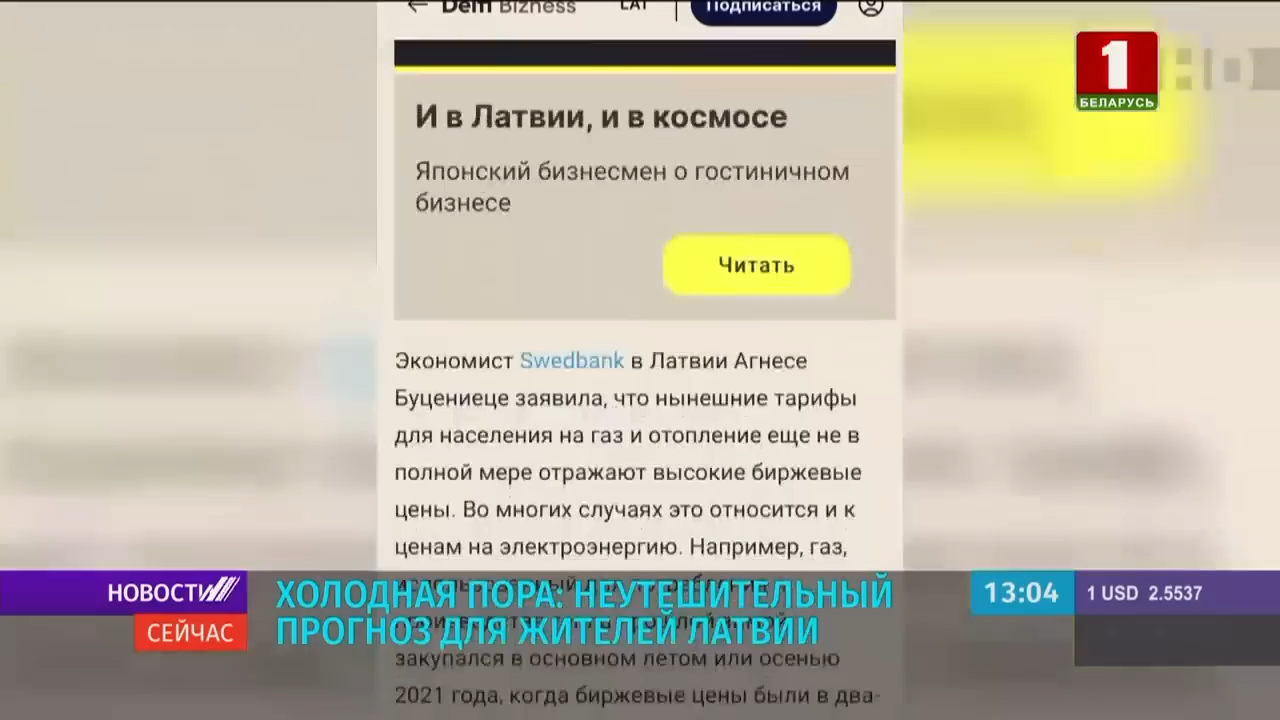 Delfi Bizness
LAT
Подписаться
1
БЕЛАРУСЬ
HD
И в Латвии, и в космосе
Японский бизнесмен о гостиничном
бизнесе
Читать
Экономист Swedbank в Латвии Агнесе
Буцениеце заявила, что нынешние тарифы
для населения на газ и отопление еще не в
полной мере отражают высокие биржевые
цены. Во многих случаях это относится и к
ценам на электроэнергию. Например, газ,
закупался в основном летом или осенью
2021 года, когда биржевые цены были в два-
НОВОСТИ
СЕЙЧАС
ХОЛОДНАЯ ПОРА: НЕУТЕШИТЕЛЬНЫЙ
ПРОГНОЗ ДЛЯ ЖИТЕЛЕЙ ЛАТВИИ
13:04
1 USD 2.5537